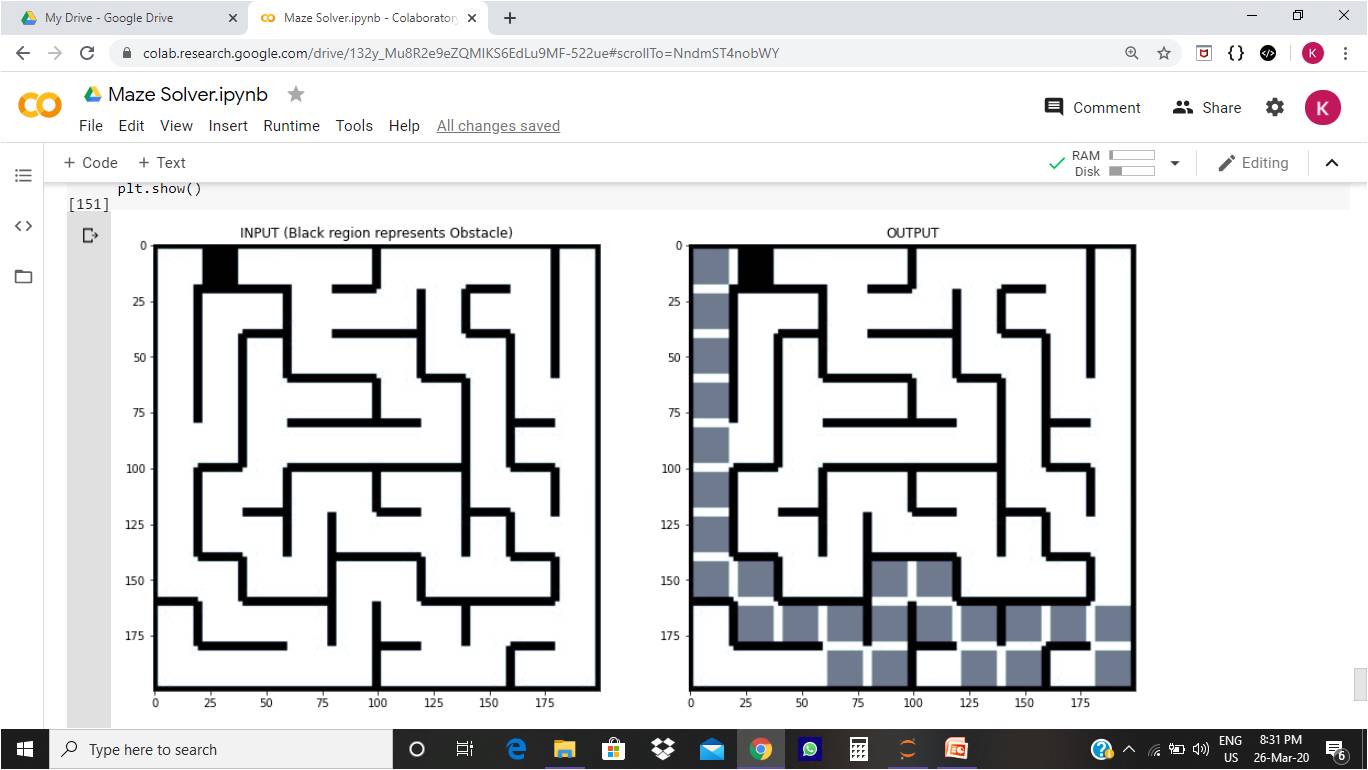 My Drive - Google Drive
Maze Solver.ipynb - Colaborator
colab.research.google.com/drive/132y_Mu8R2e9eZQMIKS6EdLu9MF-522ue#scrollTo=NndmST4nobWY
K
Maze Solver.ipynb
File Edit View Insert Runtime Tools Help All changes saved
Comment Share K
+ Code + Text
RAM
Disk
Editing
plt.show()
[151]
INPUT (Black region represents Obstacle)
0
25
50
75
100
125
150
175
0 25 50 75 100 125 150 175
OUTPUT
0
25
50
75
100
125
150
175
0 25 50 75 100 125 150 175
Type here to search
ENG
US
8:31 PM
26-Mar-20
6